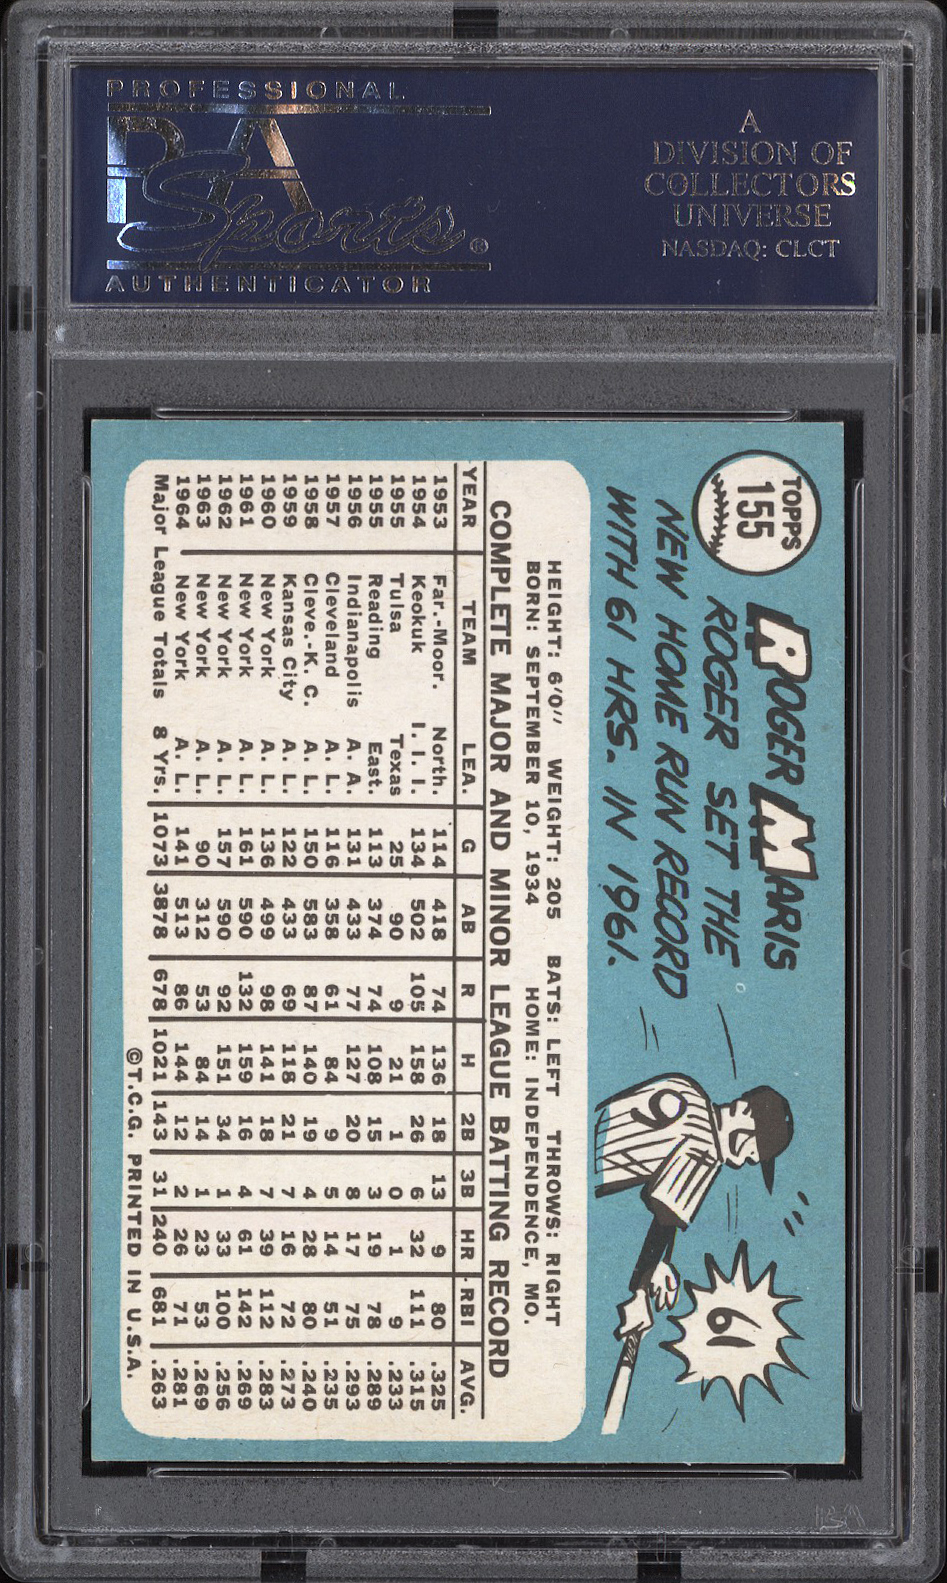 PROFESSIONAL
PSA
Sports®
AUTHENTICATOR
A
DIVISION OF
COLLECTORS
UNIVERSE
NASDAQ: CLCT
TOPPS
155
ROGER MARIS
ROGER SET THE
NEW HOME RUN RECORD
WITH 61 HRS. IN 1961.
9
61
HEIGHT: 6'0" WEIGHT: 205 BATS: LEFT THROWS: RIGHT
BORN: SEPTEMBER 10, 1934 HOME: INDEPENDENCE, MO.
COMPLETE MAJOR AND MINOR LEAGUE BATTING RECORD
YEAR TEAM LEA. G AB R H 2B 3B HR RBI AVG.
1953 Far.-Moor. North. 114 418 74 136 18 13 9 80 .325
1954 Keokuk I. I. I. 134 502 105 158 26 6 32 111 .315
1955 Tulsa Texas 25 90 9 21 1 0 1 9 .233
1955 Reading East. 113 374 74 108 15 3 19 78 .289
1956 Indianapolis A. A. 131 433 77 127 20 8 17 75 .293
1957 Cleveland A. L. 116 358 61 84 9 5 14 51 .235
1958 Cleve.-K. C. A. L. 150 583 87 140 19 4 28 80 .240
1959 Kansas City A. L. 122 433 69 118 21 7 16 72 .273
1960 New York A. L. 136 499 98 141 18 7 39 112 .283
1961 New York A. L. 161 590 132 159 16 4 61 142 .269
1962 New York A. L. 157 590 92 151 34 1 33 100 .256
1963 New York A. L. 90 312 53 84 14 1 23 53 .269
1964 New York A. L. 141 513 86 144 12 2 26 71 .281
Major League Totals 8 Yrs. 1073 3878 678 1021 143 31 240 681 .263
©T.C.G. PRINTED IN U.S.A.